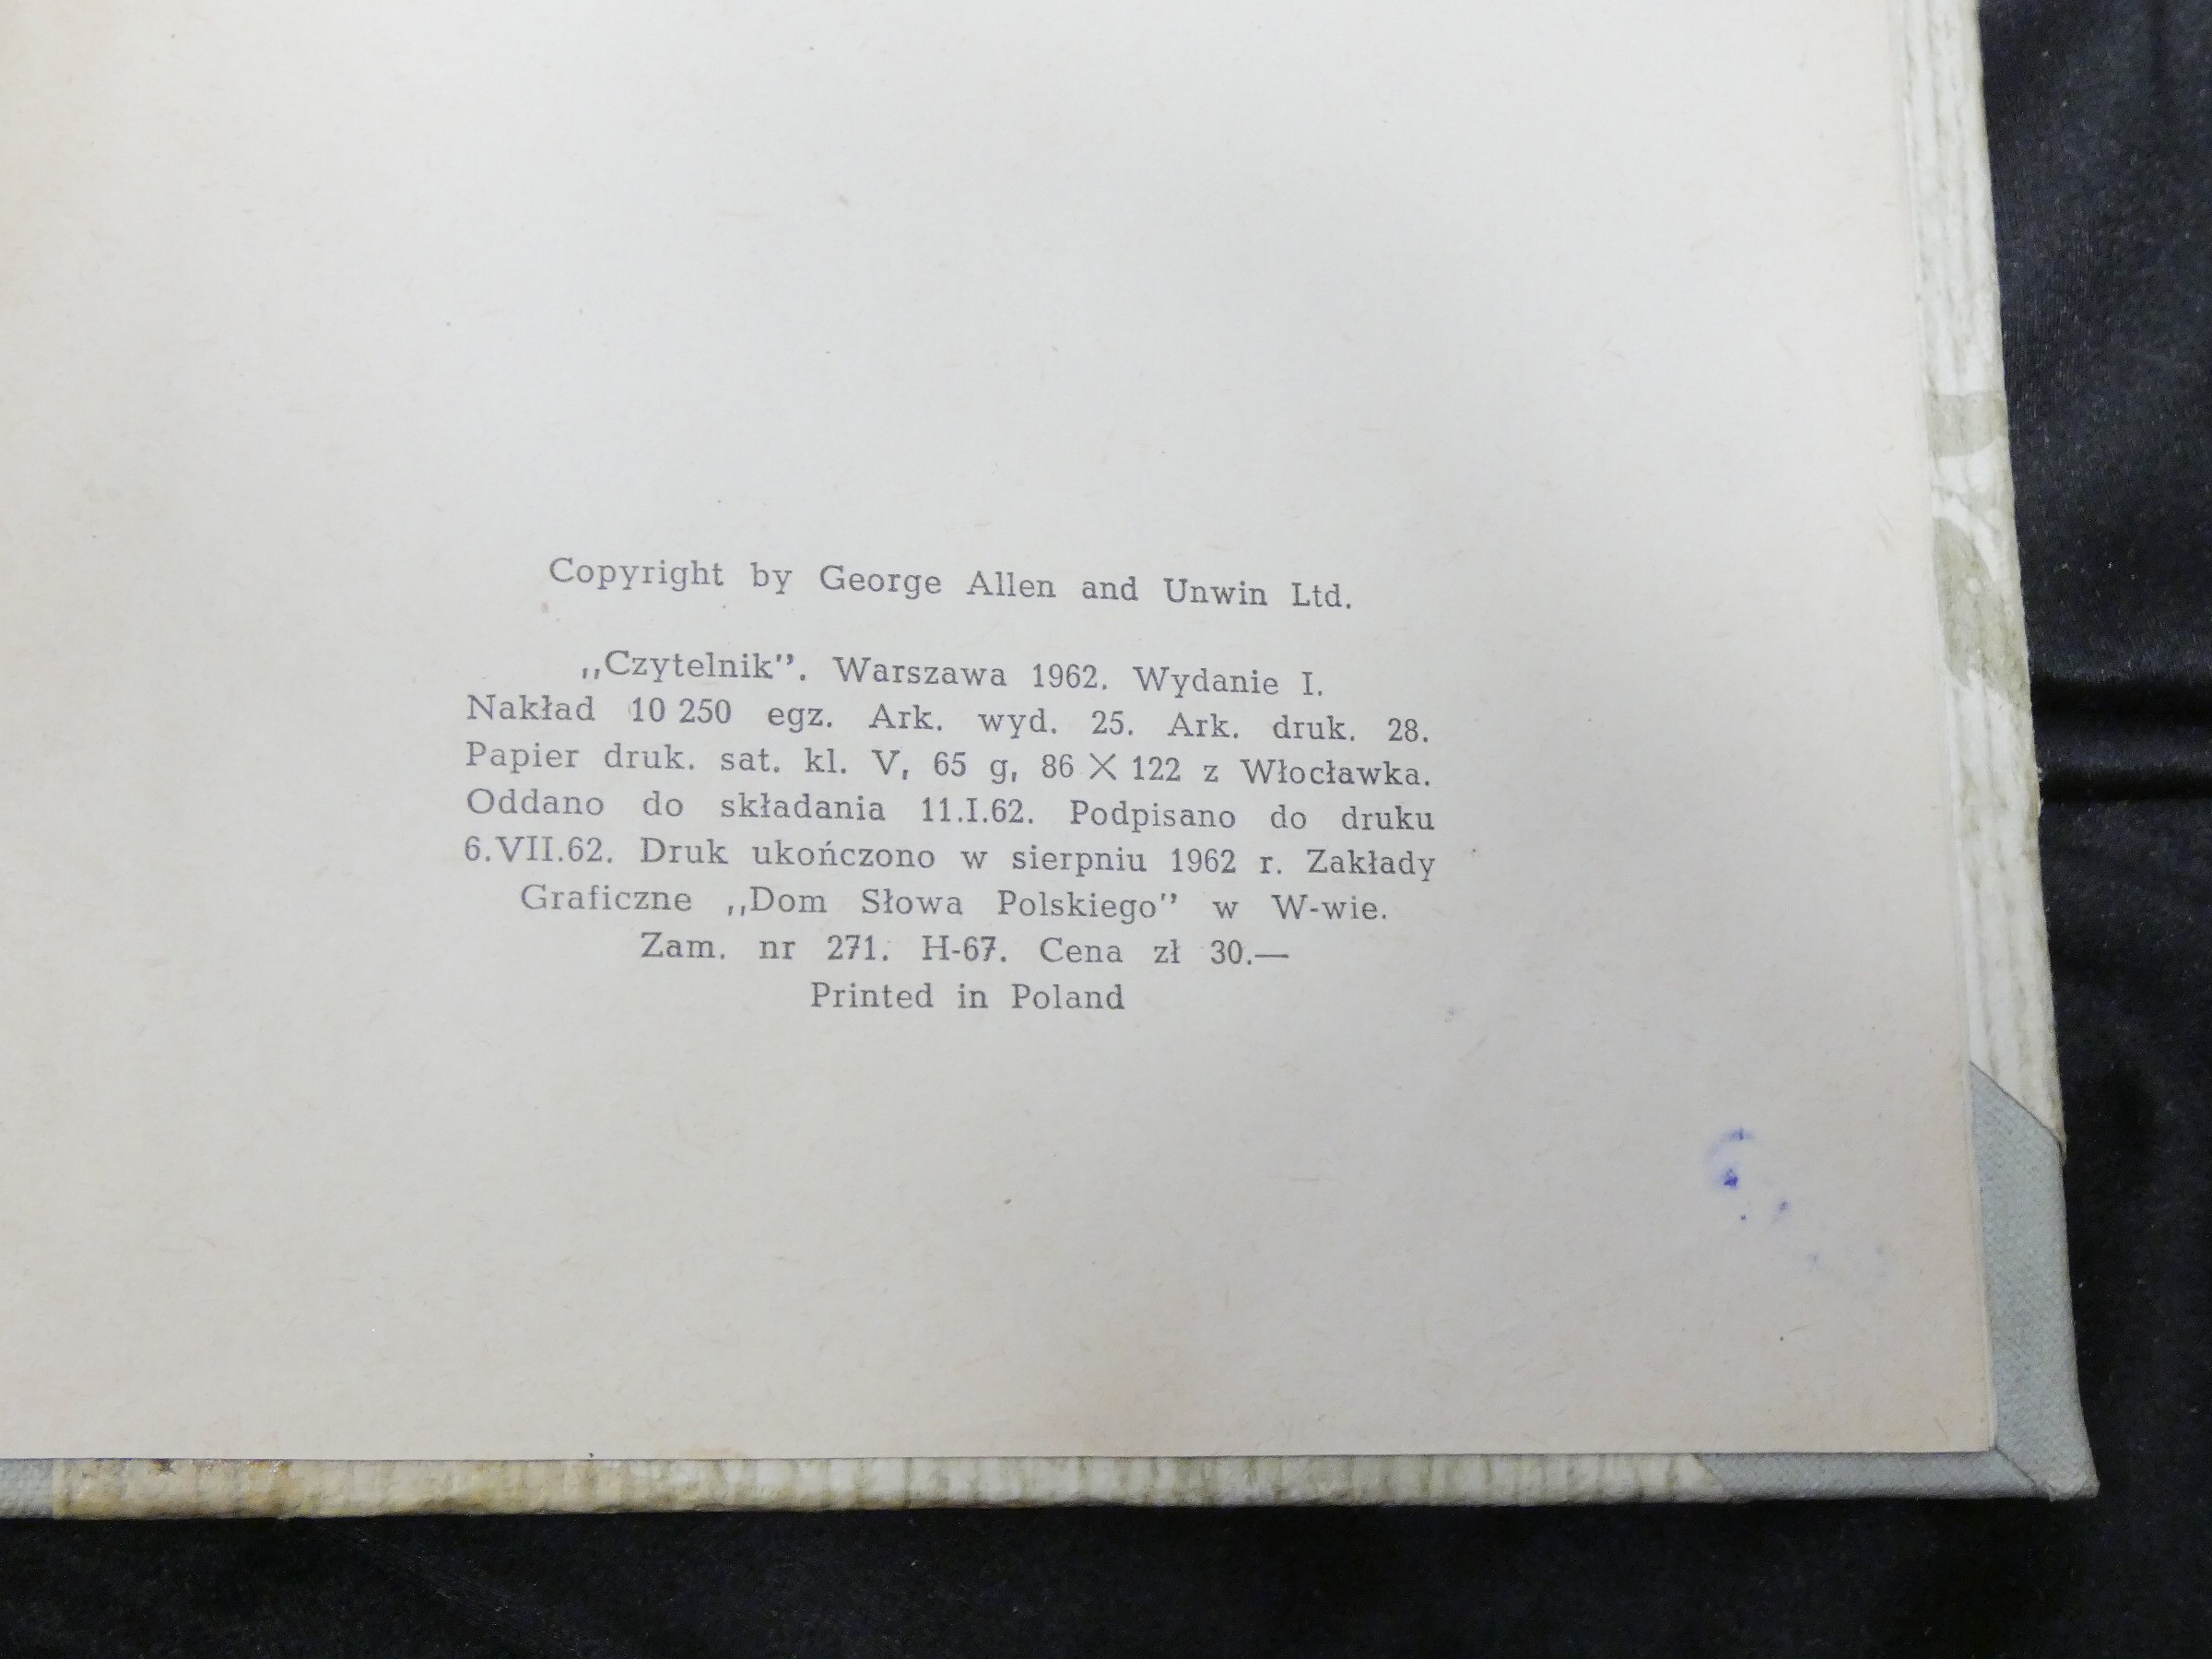 Copyright by George Allen and Unwin Ltd.
,,Czytelnik”. Warszawa 1962. Wydanie I.
Nakład 10 250 egz. Ark. wyd. 25. Ark. druk. 28.
Papier druk. sat. kl. V, 65 g, 86 × 122 z Włocławka.
Oddano do składania 11.I.62. Podpisano do druku
6.VII.62. Druk ukończono w sierpniu 1962 r. Zakłady
Graficzne ,,Dom Słowa Polskiego” w W-wie.
Zam. nr 271. H-67. Cena zł 30.—
Printed in Poland